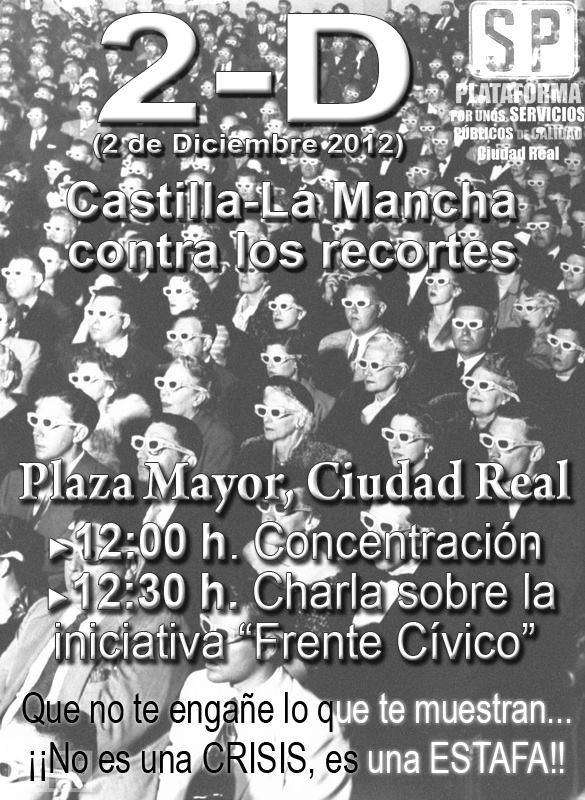 2-D
(2 de Diciembre 2012)
SP
PLATAFORMA
POR UNOS SERVICIOS
PÚBLICOS DE CALIDAD
Ciudad Real
Castilla-La Mancha
contra los recortes
Plaza Mayor, Ciudad Real
▸12:00 h. Concentración
▸12:30 h. Charla sobre la
iniciativa “Frente Cívico”
Que no te engañe lo que te muestran...
¡¡No es una CRISIS, es una ESTAFA!!